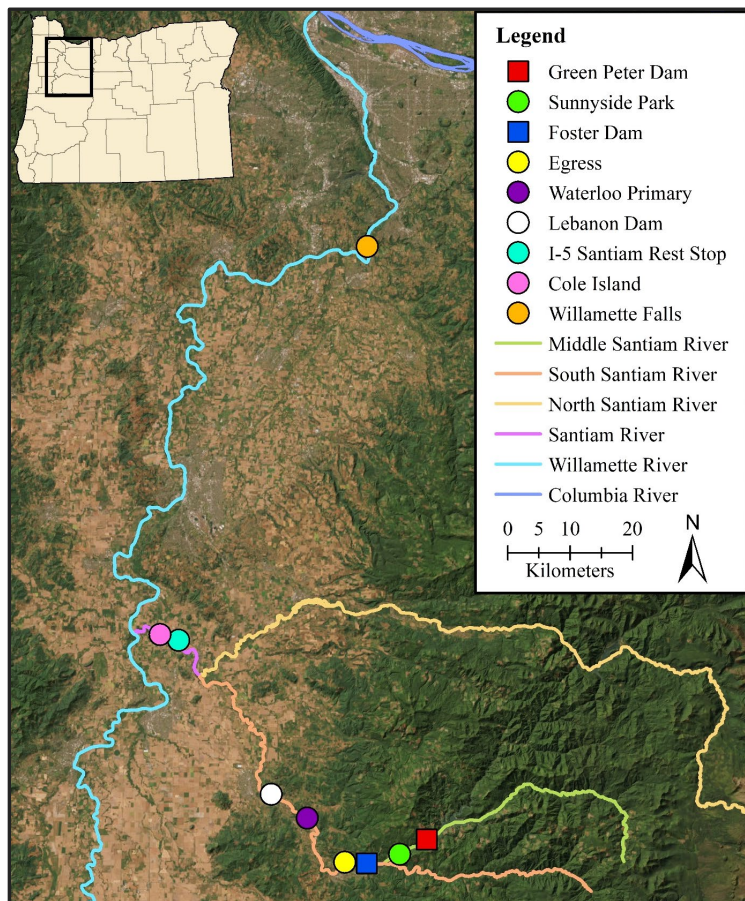 Legend
Green Peter Dam
Sunnyside Park
Foster Dam
Egress
Waterloo Primary
Lebanon Dam
I-5 Santiam Rest Stop
Cole Island
Willamette Falls
Middle Santiam River
South Santiam River
North Santiam River
Santiam River
Willamette River
Columbia River
0 5 10 20
Kilometers
N